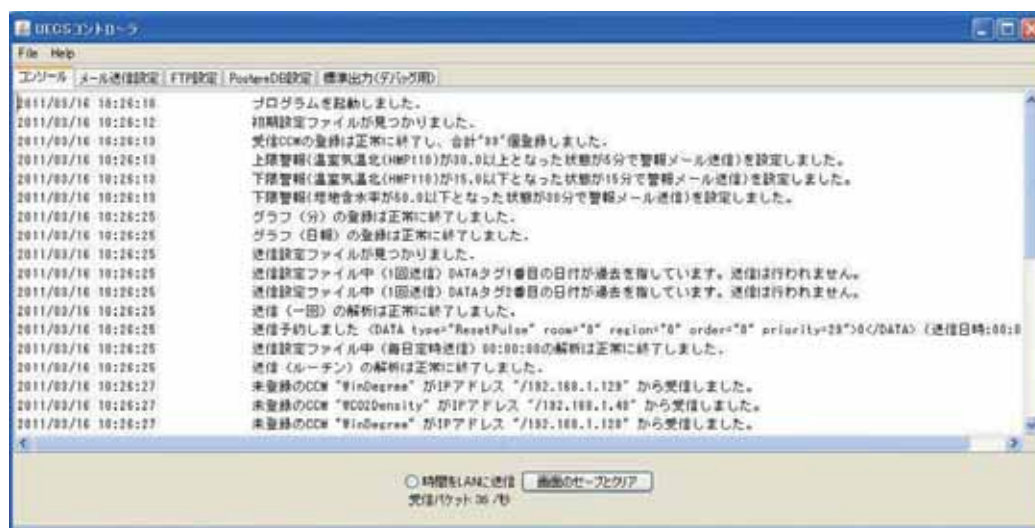 UECSコントローラ
File Help
コンソール メール送信設定 FTP設定 PostgreDB設定 標準出力(デバッグ用)
2011/03/16 10:26:10 プログラムを起動しました.
2011/03/16 10:26:12 初期設定ファイルが見つかりました.
2011/03/16 10:26:13 受信CCMの登録は正常に終了し、合計"33"個登録しました.
2011/03/16 10:26:13 上限警報(温室気温北(HMP110)が30.0以上となった状態が5分で警報メール送信)を設定しました。
2011/03/16 10:26:13 下限警報(温室気温北(HMP110)が15.0以下となった状態が15分で警報メール送信)を設定しました。
2011/03/16 10:26:13 下限警報(培地含水率が60.0以下となった状態が30分で警報メール送信)を設定しました。
2011/03/16 10:26:25 グラフ（分）の登録は正常に終了しました.
2011/03/16 10:26:25 グラフ（日報）の登録は正常に終了しました.
2011/03/16 10:26:25 送信設定ファイルが見つかりました.
2011/03/16 10:26:25 送信設定ファイル中（1回送信）DATAタグ1番目の日付が過去を指しています。送信は行われません。
2011/03/16 10:26:25 送信設定ファイル中（1回送信）DATAタグ2番目の日付が過去を指しています。送信は行われません。
2011/03/16 10:26:25 送信（一回）の解析は正常に終了しました.
2011/03/16 10:26:25 送信予約しました <DATA type="ResetPulse" room="0" region="0" order="0" priority=29">0</DATA> (送信日時:00:0
2011/03/16 10:26:25 送信設定ファイル中（毎日定時送信）00:00:00の解析は正常に終了しました.
2011/03/16 10:26:25 送信（ルーチン）の解析は正常に終了しました.
2011/03/16 10:26:27 未登録のCCM "WinDegree" がIPアドレス "/192.168.1.129" から受信しました。
2011/03/16 10:26:27 未登録のCCM "WCO2Density" がIPアドレス "/192.168.1.40" から受信しました。
2011/03/16 10:26:27 未登録のCCM "WinDegree" がIPアドレス "/192.168.1.129" から受信しました。
時間をLANに送信 画面のセーブとクリア
受信パケット 36 /秒